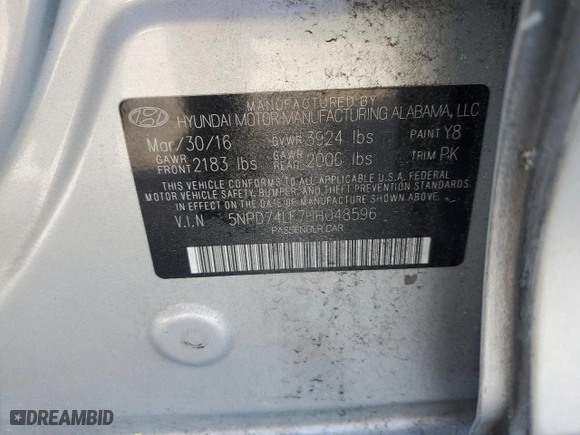 MANUFACTURED BY
HYUNDAI MOTOR MANUFACTURING ALABAMA, LLC
Mar/30/16 GVWR 3924 lbs PAINT Y8
GAWR FRONT 2183 lbs GAWR REAR 2006 lbs TRIM PK
THIS VEHICLE CONFORMS TO ALL APPLICABLE U.S.A. FEDERAL
MOTOR VEHICLE SAFETY, BUMPER, AND THEFT PREVENTION STANDARDS
IN EFFECT ON THE DATE OF MANUFACTURE SHOWN ABOVE.
V.I.N 5NPD74LF7HH048596
PASSENGER CAR
DREAMBID